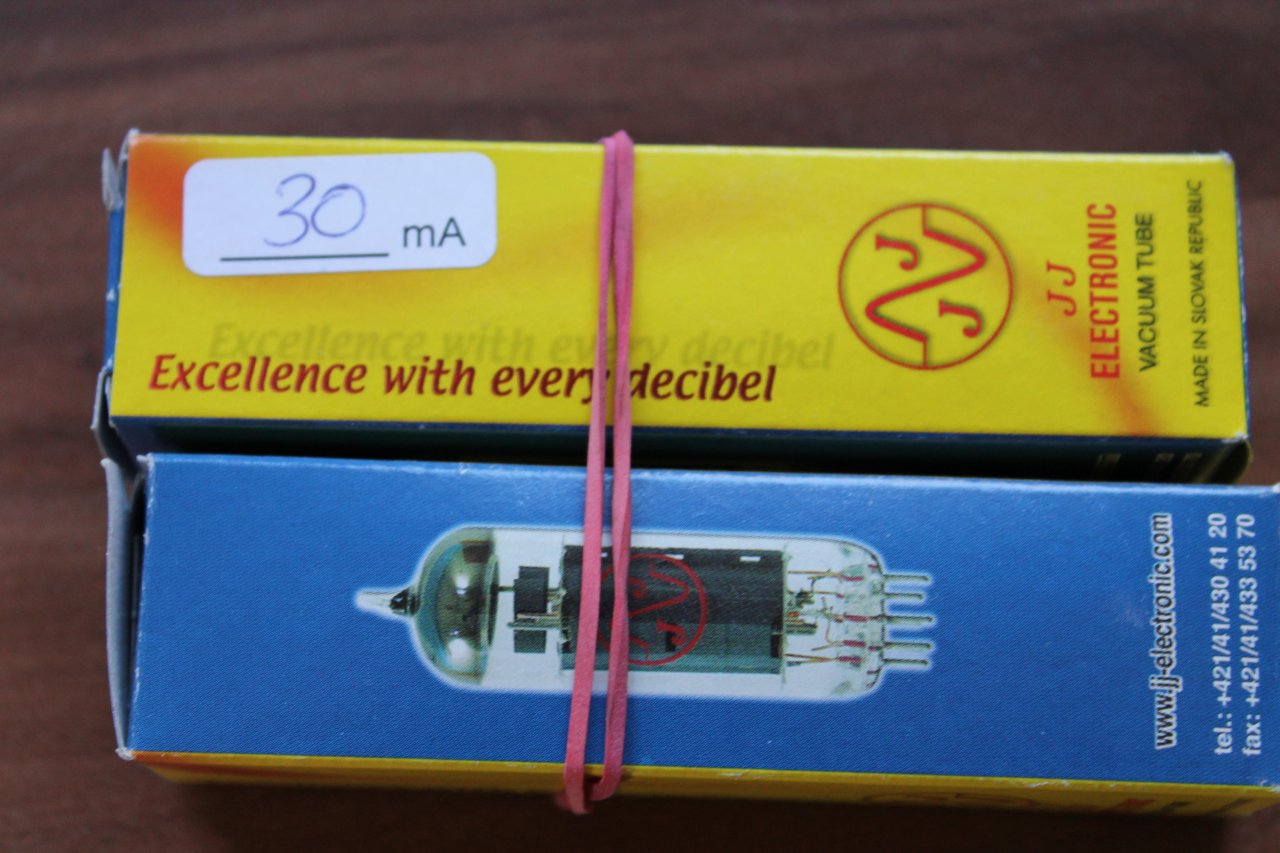 30 mA
Excellence with every decibel
Excellence with every decibel
J J
JJ
ELECTRONIC
VACUUM TUBE
MADE IN SLOVAK REPUBLIC
J J
www.jj-electronic.com
tel.: +421/41/430 41 20
fax: +421/41/433 53 70